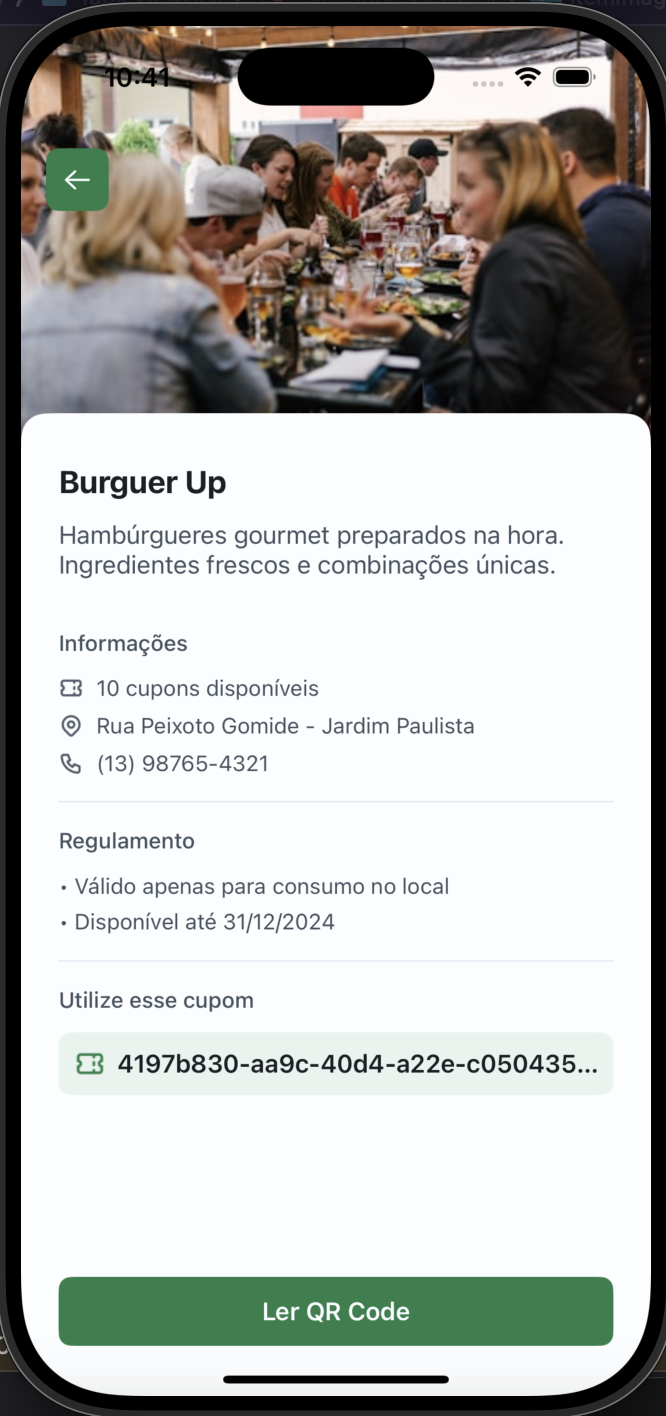 10:41
Burguer Up
Hambúrgueres gourmet preparados na hora.
Ingredientes frescos e combinações únicas.
Informações
10 cupons disponíveis
Rua Peixoto Gomide - Jardim Paulista
(13) 98765-4321
Regulamento
• Válido apenas para consumo no local
• Disponível até 31/12/2024
Utilize esse cupom
4197b830-aa9c-40d4-a22e-c050435...
Ler QR Code